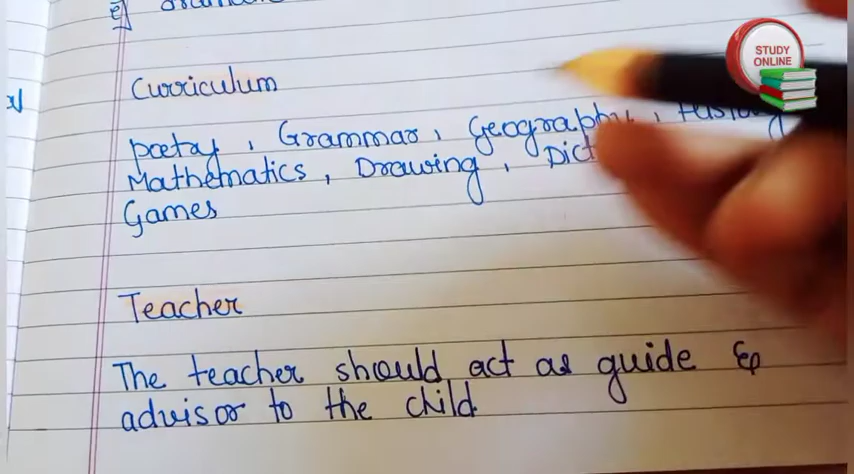 e]
STUDY
ONLINE
Curriculum
Poetry, Grammar, Geography,
Mathematics, Drawing,
Games
Teacher
The teacher should act as guide &
advisor to the child.